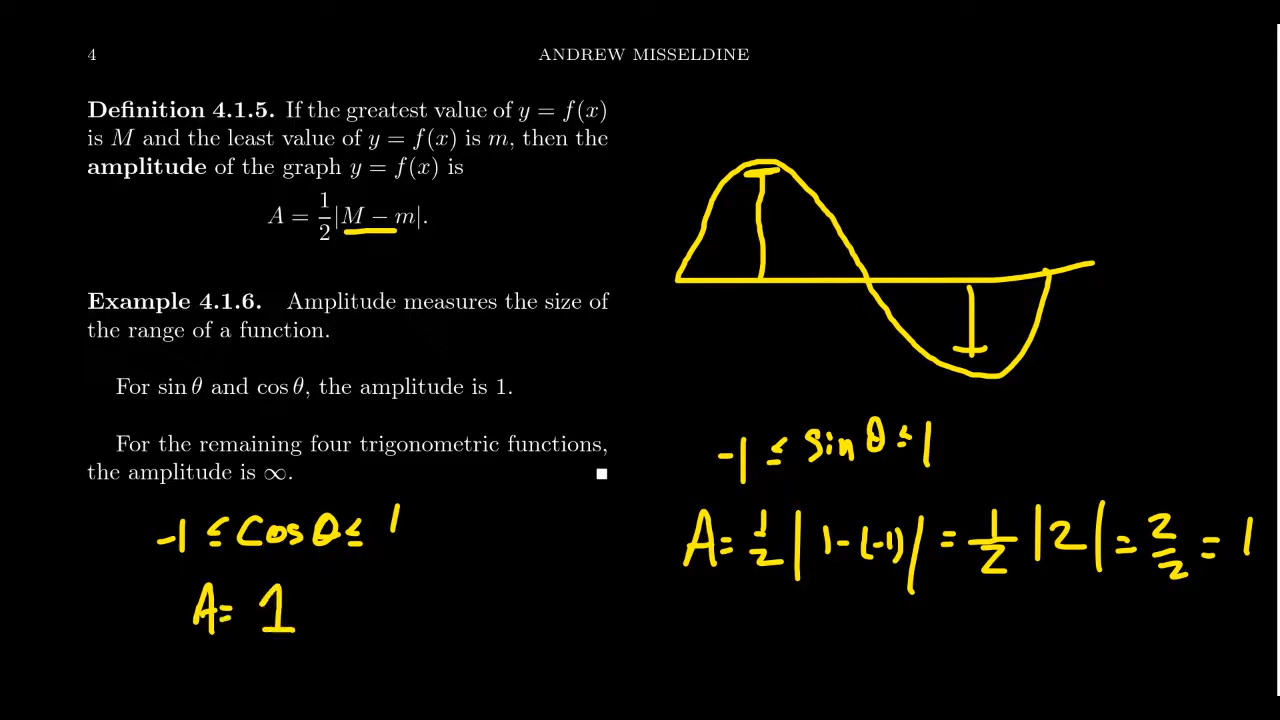 4 ANDREW MISSELDINE
Definition 4.1.5. If the greatest value of y = f(x)
is M and the least value of y = f(x) is m, then the
amplitude of the graph y = f(x) is
A = 1/2|M − m|.
Example 4.1.6. Amplitude measures the size of
the range of a function.
For sin θ and cos θ, the amplitude is 1.
For the remaining four trigonometric functions,
the amplitude is ∞.
-1 ≤ cos θ ≤ 1
A = 1
-1 ≤ sin θ ≤ 1
A = 1/2 | 1-(-1) | = 1/2 |2| = 2/2 = 1